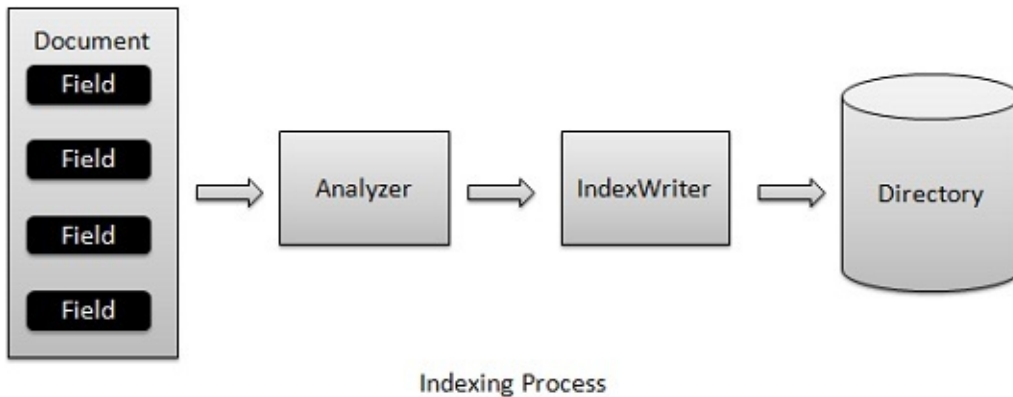 Document
Field
Field
Field
Field
Analyzer
IndexWriter
Directory
Indexing Process